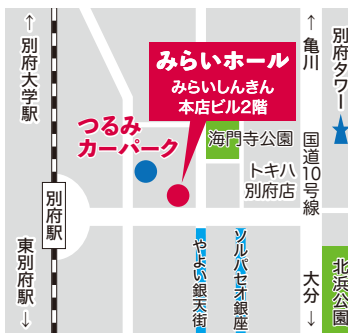 ↑別府大学駅
別府駅
東別府駅↓
みらいホール
みらいしんきん
本店ビル2階
つるみ
カーパーク
海門寺公園
トキハ
別府店
やよい銀天街
ソルパセオ銀座
↑亀川
国道10号線
大分↓
別府タワー
北浜公園